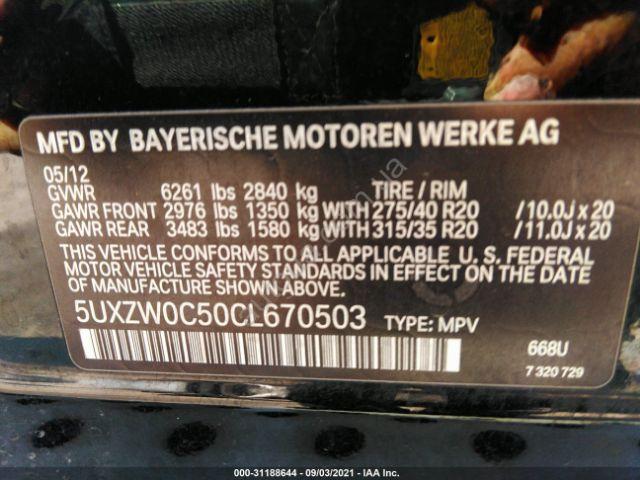 MFD BY BAYERISCHE MOTOREN WERKE AG
05/12
GVWR 6261 lbs 2840 kg TIRE / RIM
GAWR FRONT 2976 lbs 1350 kg WITH 275/40 R20 /10.0J x 20
GAWR REAR 3483 lbs 1580 kg WITH 315/35 R20 /11.0J x 20
THIS VEHICLE CONFORMS TO ALL APPLICABLE U. S. FEDERAL
MOTOR VEHICLE SAFETY STANDARDS IN EFFECT ON THE DATE
OF MANUFACTURE SHOWN ABOVE.
5UXZW0C50CL670503 TYPE: MPV
668U
7 320 729
000-31188644 - 09/03/2021 - IAA Inc.